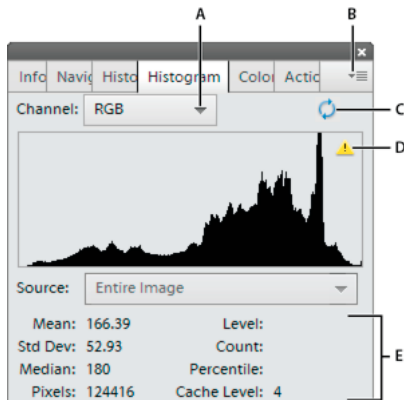 A
B
Info Navig Histo Histogram Color Actio
Channel: RGB
C
D
Source: Entire Image
Mean: 166.39 Level:
Std Dev: 52.93 Count:
Median: 180 Percentile:
Pixels: 124416 Cache Level: 4
E